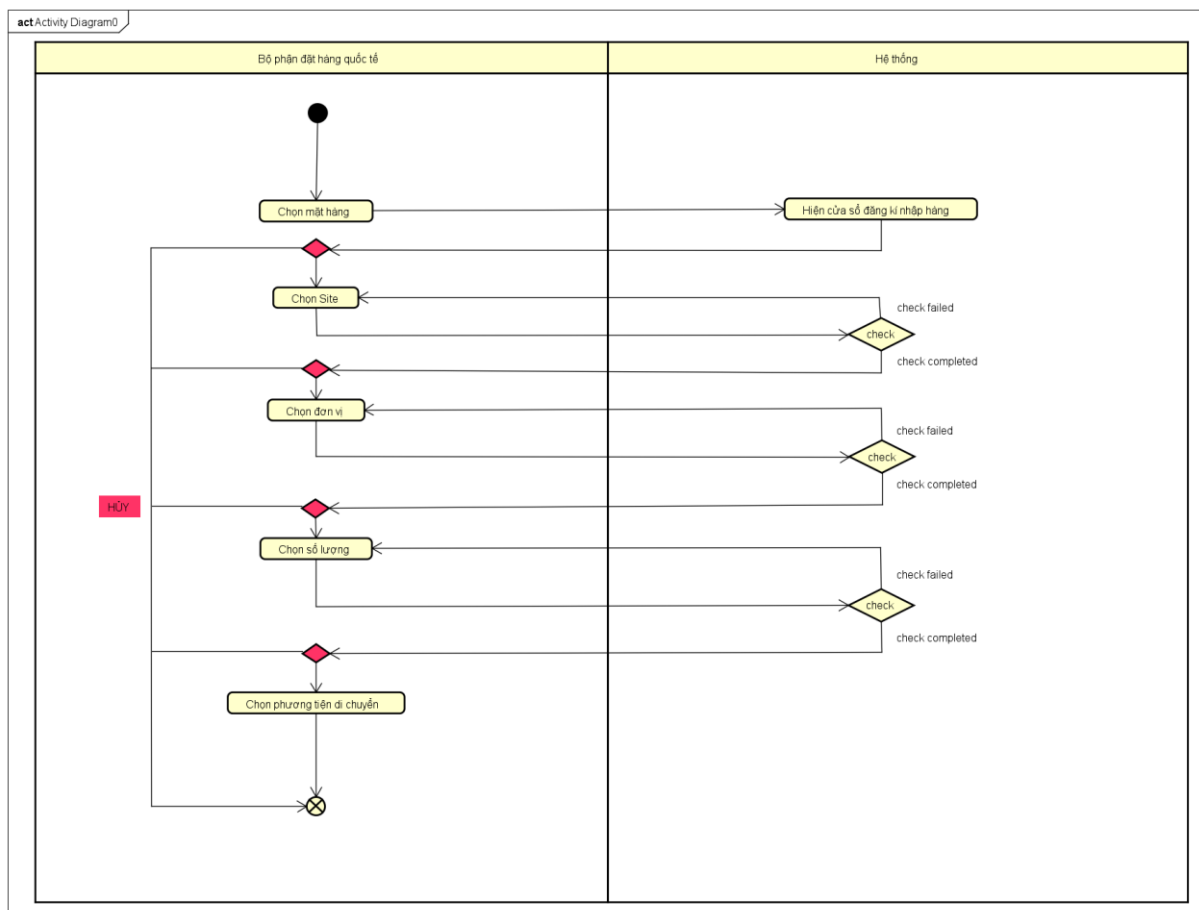 act Activity Diagram0
Bộ phận đặt hàng quốc tế
Hệ thống
Chọn mặt hàng
Hiện cửa sổ đăng kí nhập hàng
Chọn Site
check failed
check
check completed
Chọn đơn vị
check failed
check
check completed
HỦY
Chọn số lượng
check failed
check
check completed
Chọn phương tiện di chuyển